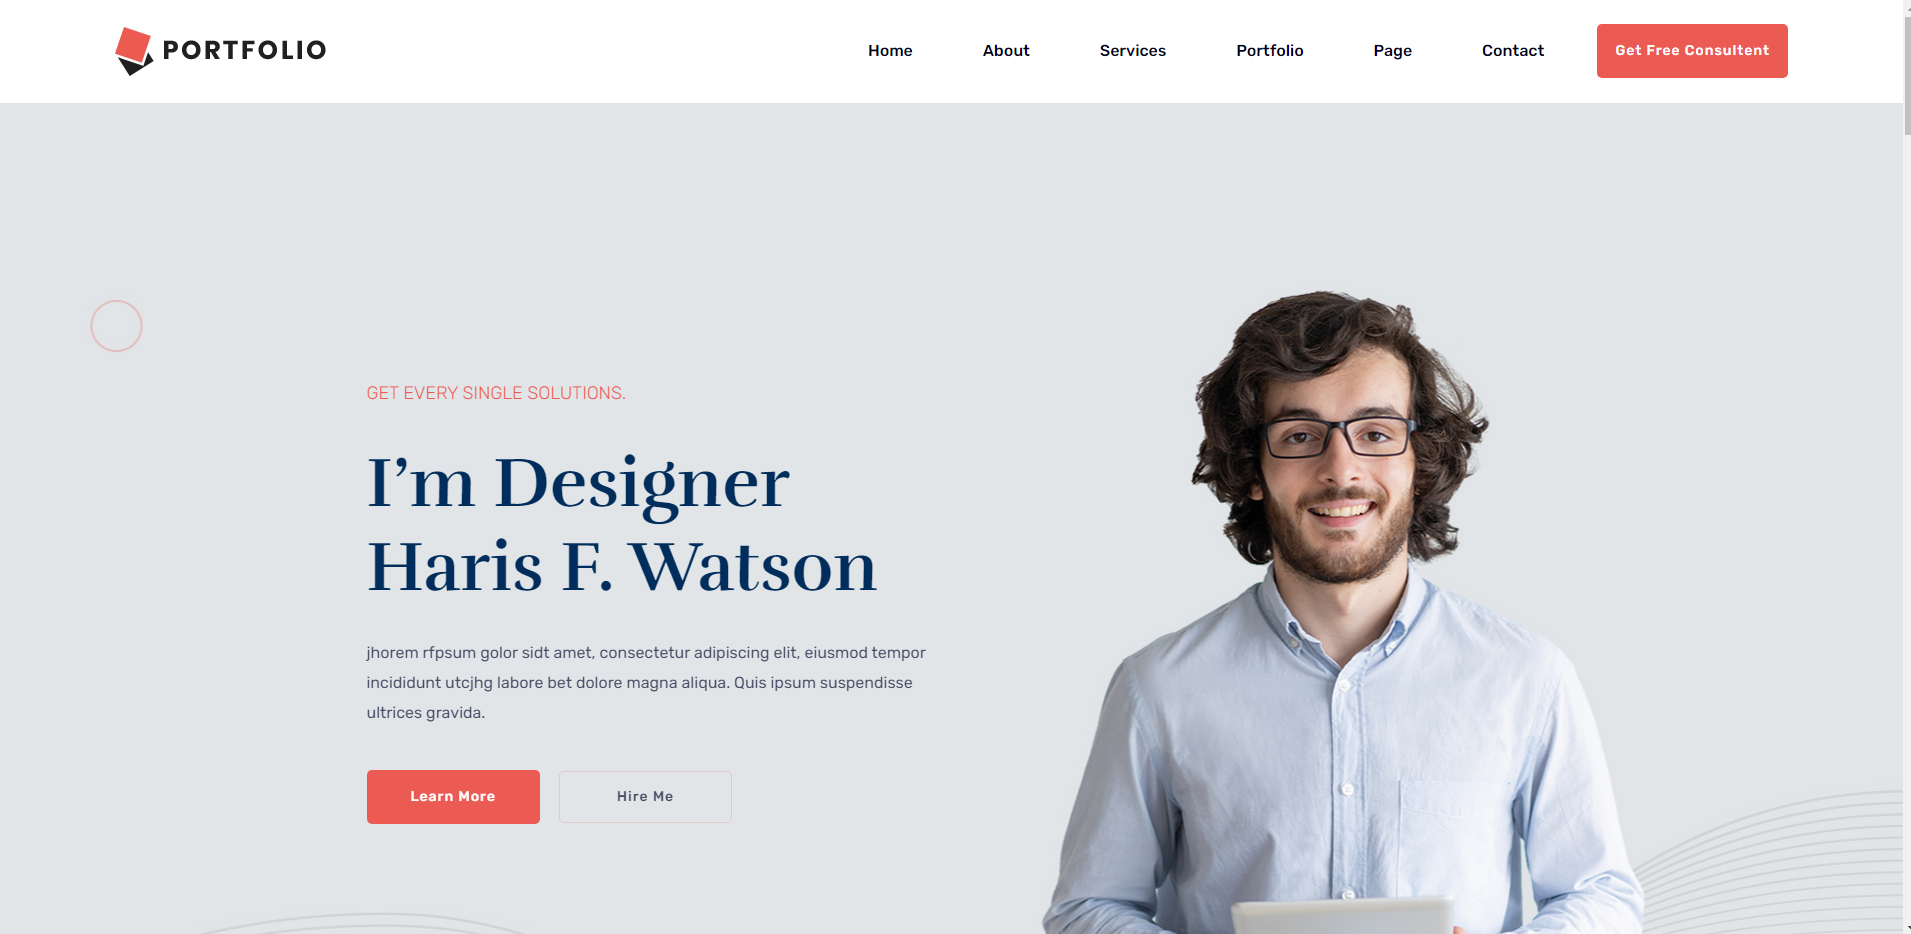 PORTFOLIO
Home About Services Portfolio Page Contact Get Free Consultent
GET EVERY SINGLE SOLUTIONS.
I’m Designer
Haris F. Watson
jhorem rfpsum golor sidt amet, consectetur adipiscing elit, eiusmod tempor
incididunt utcjhg labore bet dolore magna aliqua. Quis ipsum suspendisse
ultrices gravida.
Learn More Hire Me